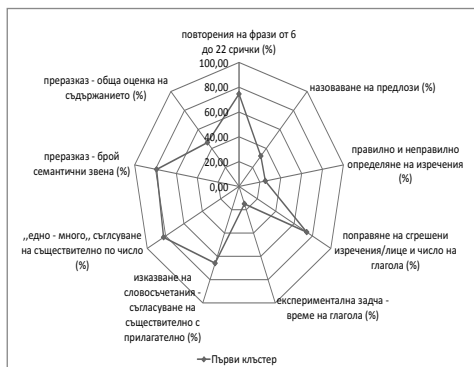 повторения на фрази от 6
до 22 срички (%)
100,00
80,00
60,00
40,00
20,00
0,00
назоваване на предлози (%)
правилно и неправилно
определяне на изречения
(%)
поправяне на сгрешени
изречения/лице и число на
глагола (%)
експериментална задча -
време на глагола (%)
изказване на
словосъчетания -
съгласуване на
съществително с
прилагателно (%)
„едно - много„ съглсуване
на съществително по число
(%)
преразказ - брой
семантични звена (%)
преразказ - обща оценка на
съдържанието (%)
Първи клъстер